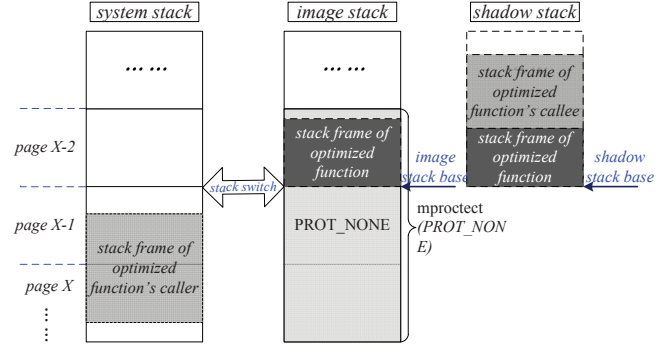 system stack
image stack
shadow stack
... ...
... ...
stack frame of
optimized
function's callee
page X-2
stack frame of
optimized
function
stack frame of
optimized
function
image
stack base
shadow
stack base
stack switch
page X-1
PROT_NONE
mproctect
(PROT_NON
E)
stack frame of
optimized
function's caller
page X